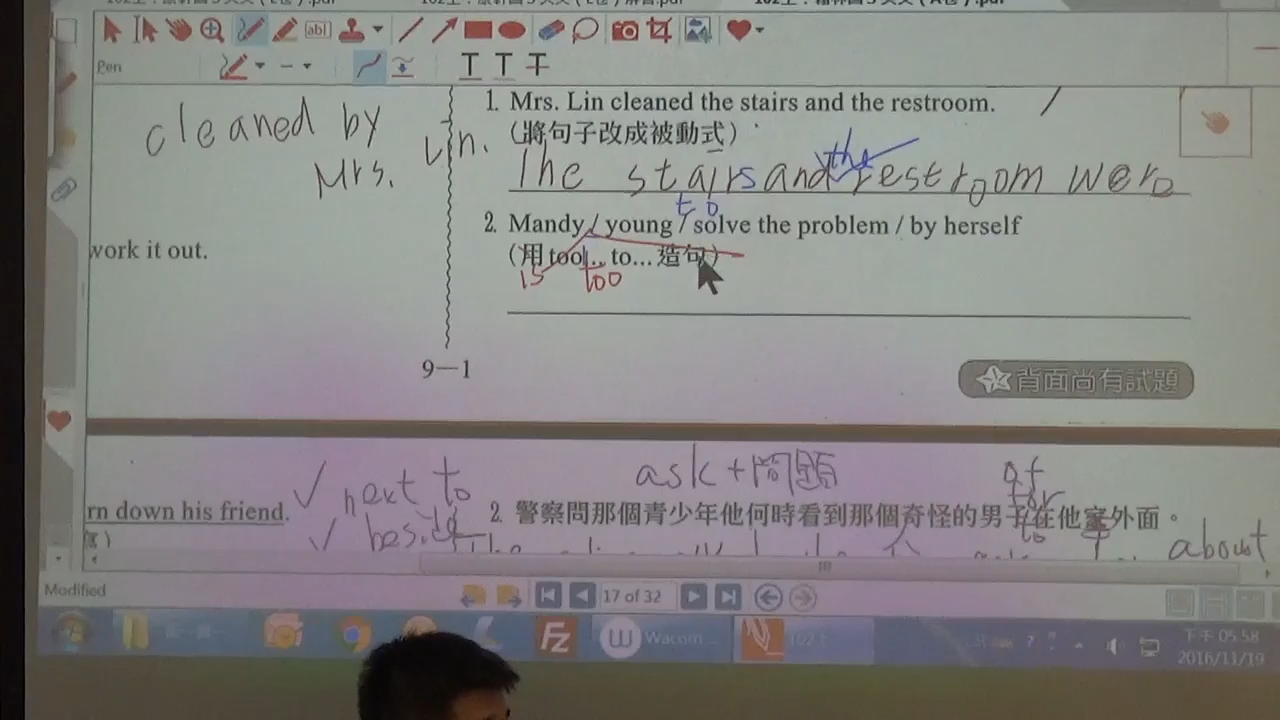 Pen
T T T
cleaned by
Mrs. Lin.
work it out.
1. Mrs. Lin cleaned the stairs and the restroom.
(將句子改成被動式)
The stairs and the restroom were
to
2. Mandy / young / solve the problem / by herself
(用 too... to... 造句)
is too
9—1
背面尚有試題
ask + 問題
of
for
to
rn down his friend.
✓ next to
✓ beside
2. 警察問那個青少年他何時看到那個奇怪的男子在他室外面。
about
Modified
17 of 32
Wacom ...
下午 05:58
2016/11/19